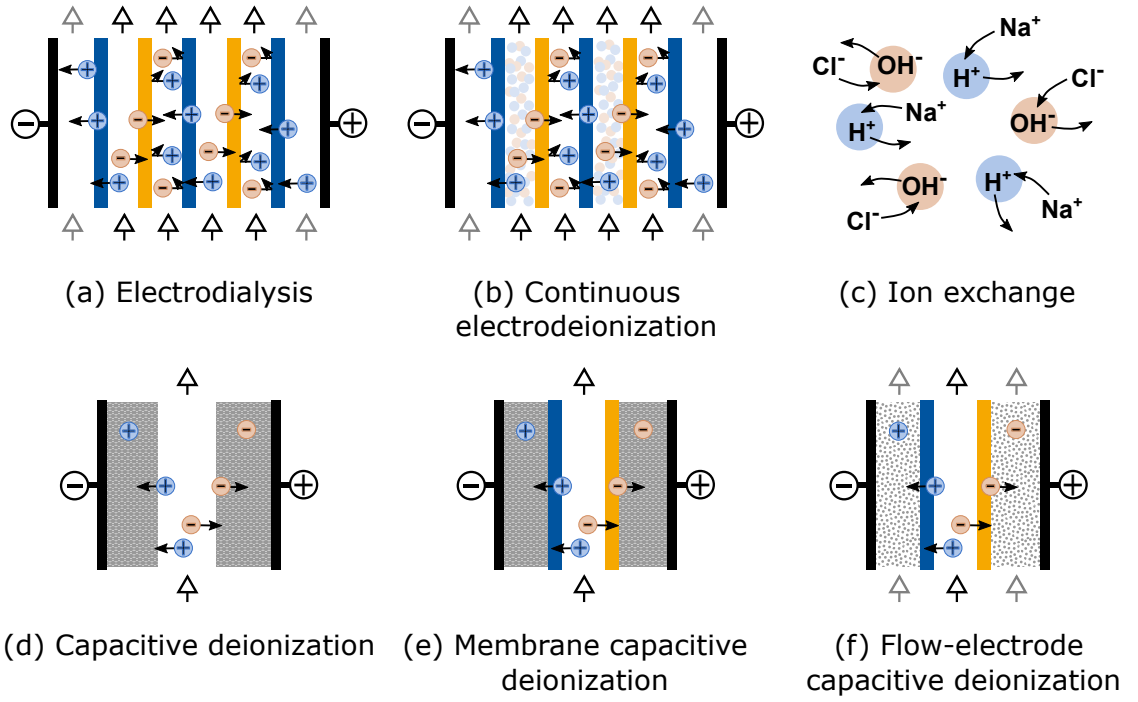 Na⁺
OH⁻
Cl⁻
H⁺
Cl⁻
Na⁺
H⁺
OH⁻
OH⁻
H⁺
Cl⁻
Na⁺
(a) Electrodialysis
(b) Continuous
electrodeionization
(c) Ion exchange
(d) Capacitive deionization
(e) Membrane capacitive
deionization
(f) Flow-electrode
capacitive deionization